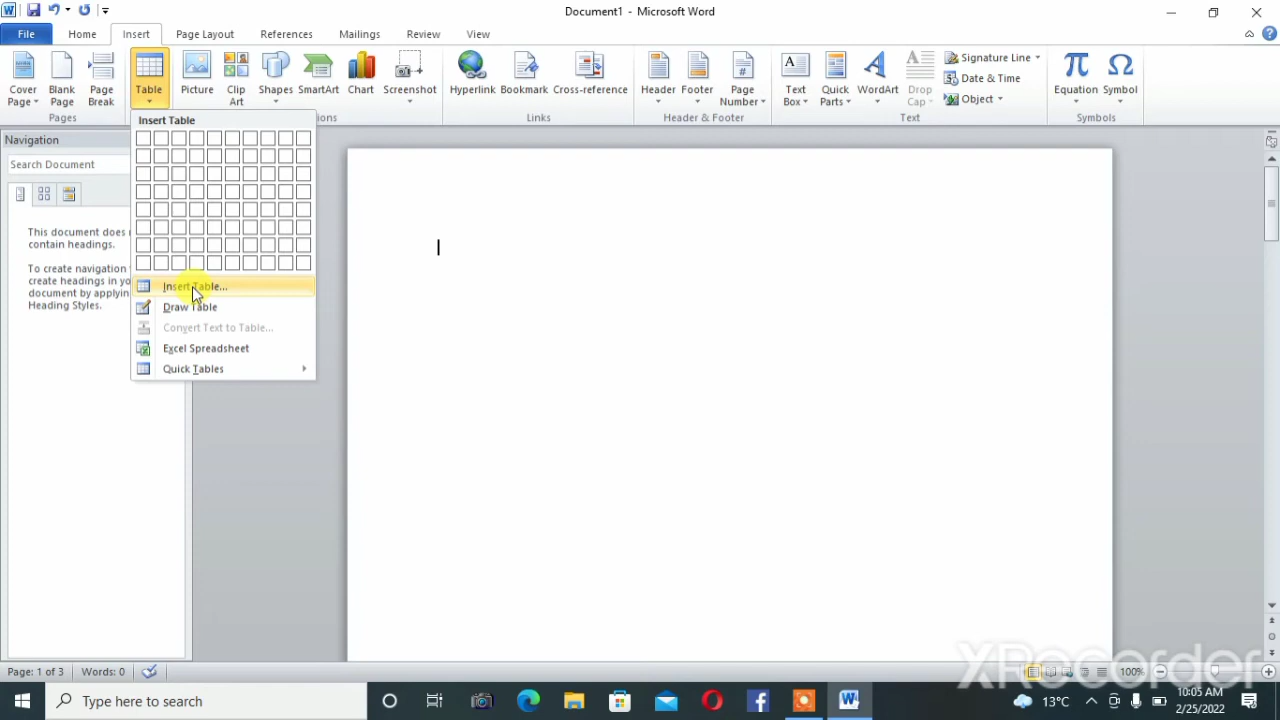 Document1 - Microsoft Word
File Home Insert Page Layout References Mailings Review View
Cover Page
Blank Page
Page Break
Table
Picture
Clip Art
Shapes
SmartArt
Chart
Screenshot
Hyperlink
Bookmark
Cross-reference
Header
Footer
Page Number
Text Box
Quick Parts
WordArt
Drop Cap
Signature Line
Date & Time
Object
Equation
Symbol
Pages
Links
Header & Footer
Text
Symbols
Insert Table
Insert Table...
Draw Table
Convert Text to Table...
Excel Spreadsheet
Quick Tables
Navigation
Search Document
This document does
contain headings.
To create navigation
create headings in
document by applyin
Heading Styles.
Page: 1 of 3 Words: 0
100%
XRecorder
Type here to search
13°C
10:05 AM
2/25/2022